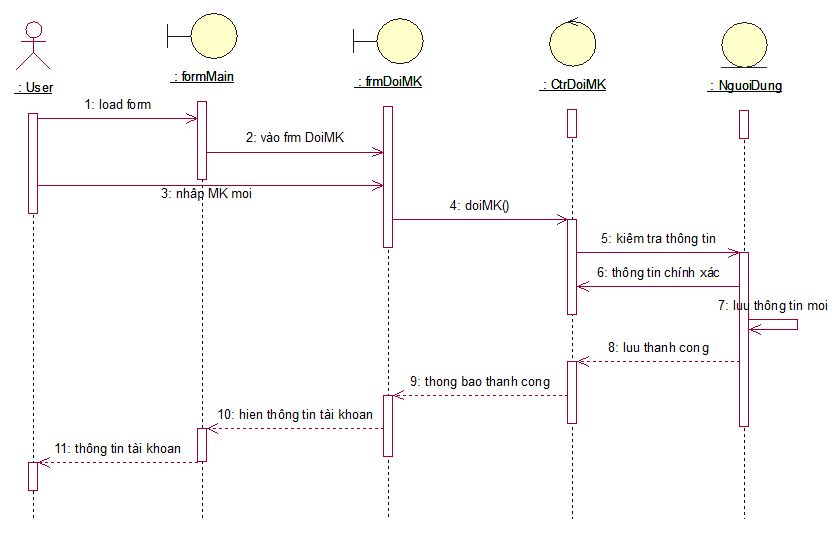 : User
: formMain
: frmDoiMK
: CtrDoiMK
: NguoiDung
1: load form
2: vào frm DoiMK
3: nhâp MK moi
4: doiMK()
5: kiêm tra thông tin
6: thông tin chính xác
7: luu thông tin moi
8: luu thanh cong
9: thong bao thanh cong
10: hien thông tin tài khoan
11: thông tin tài khoan